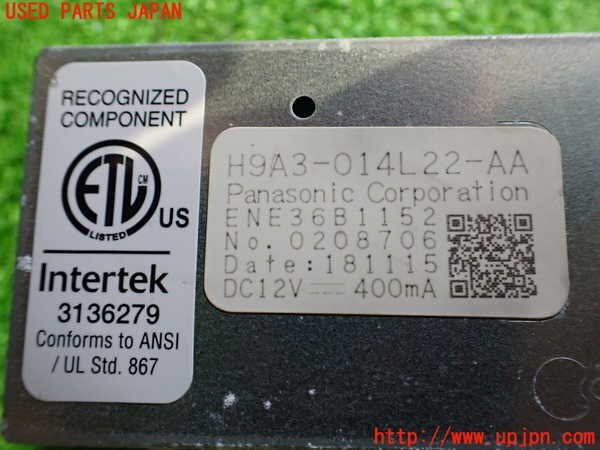 USED PARTS JAPAN
RECOGNIZED
COMPONENT
ETL CM
LISTED
US
Intertek
3136279
Conforms to ANSI
/ UL Std. 867
H9A3-014L22-AA
Panasonic Corporation
ENE36B1152
No. 0208706
Date:181115
DC12V 400mA
http://www.upjpn.com/